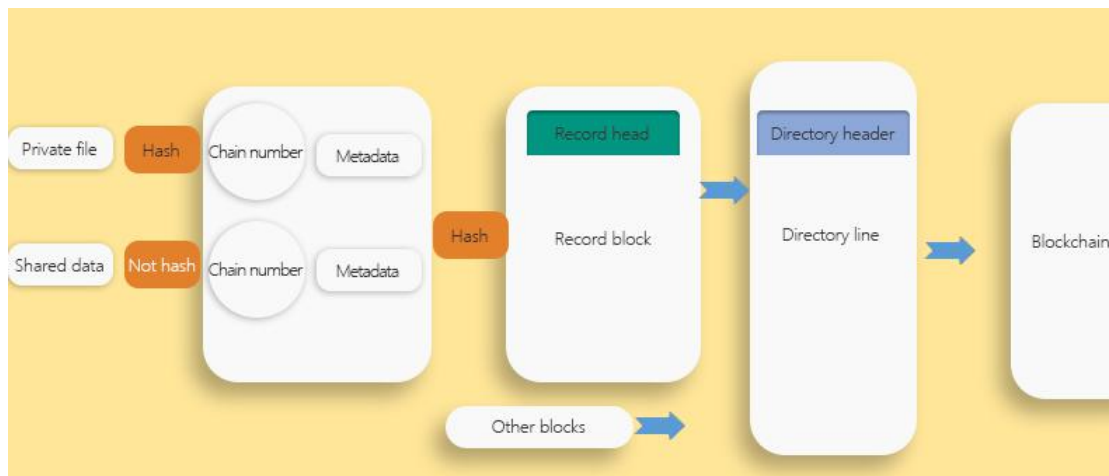 Private file
Hash
Chain number
Metadata
Shared data
Not hash
Chain number
Metadata
Hash
Record head
Record block
Other blocks
Directory header
Directory line
Blockchain